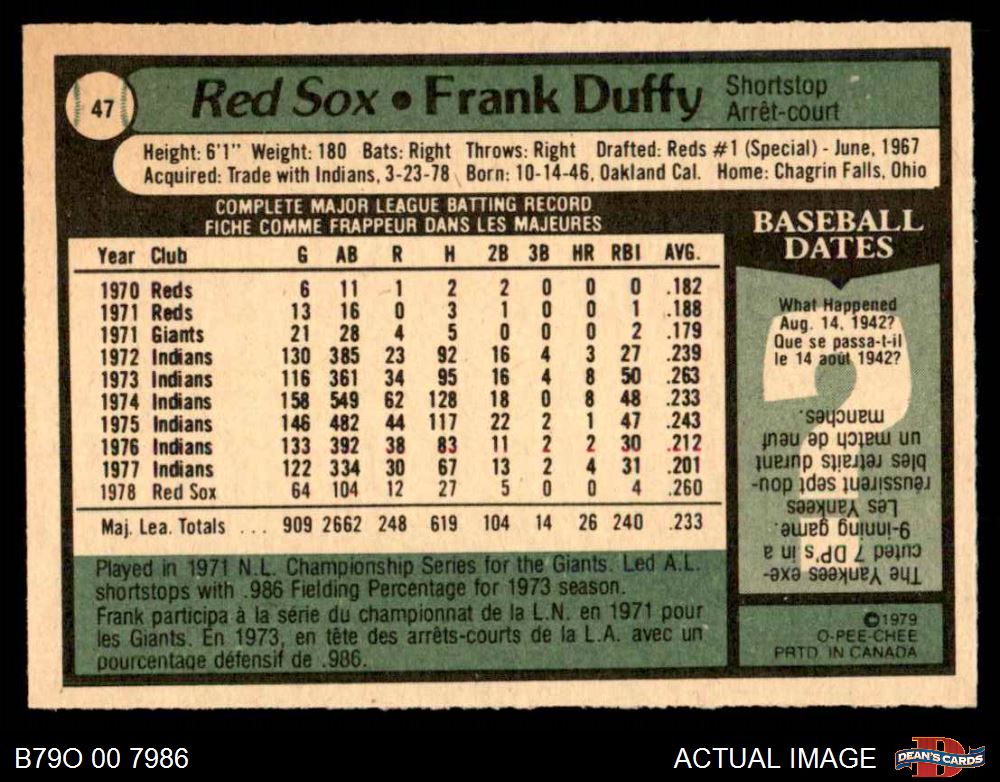 47
Red Sox • Frank Duffy
Shortstop
Arrêt-court
Height: 6'1" Weight: 180 Bats: Right Throws: Right Drafted: Reds #1 (Special) - June, 1967
Acquired: Trade with Indians, 3-23-78 Born: 10-14-46, Oakland Cal. Home: Chagrin Falls, Ohio
COMPLETE MAJOR LEAGUE BATTING RECORD
FICHE COMME FRAPPEUR DANS LES MAJEURES
Year Club G AB R H 2B 3B HR RBI AVG.
1970 Reds 6 11 1 2 2 0 0 0 .182
1971 Reds 13 16 0 3 1 0 0 1 .188
1971 Giants 21 28 4 5 0 0 0 2 .179
1972 Indians 130 385 23 92 16 4 3 27 .239
1973 Indians 116 361 34 95 16 4 8 50 .263
1974 Indians 158 549 62 128 18 0 8 48 .233
1975 Indians 146 482 44 117 22 2 1 47 .243
1976 Indians 133 392 38 83 11 2 2 30 .212
1977 Indians 122 334 30 67 13 2 4 31 .201
1978 Red Sox 64 104 12 27 5 0 0 4 .260
Maj. Lea. Totals ... 909 2662 248 619 104 14 26 240 .233
Played in 1971 N.L. Championship Series for the Giants. Led A.L.
shortstops with .986 Fielding Percentage for 1973 season.
Frank participa à la série du championnat de la L.N. en 1971 pour
les Giants. En 1973, en tête des arrêts-courts de la L.A. avec un
pourcentage défensif de .986.
BASEBALL
DATES
What Happened
Aug. 14, 1942?
Que se passa-t-il
le 14 août 1942?
The Yankees exe-
cuted 7 DP's in a
9-inning game.
Les Yankees
réussirent sept dou-
bles retraits durant
un match de neuf
manches.
©1979
O-PEE-CHEE
PRTD. IN CANADA
B79O 00 7986
ACTUAL IMAGE
D
DEAN'S CARDS